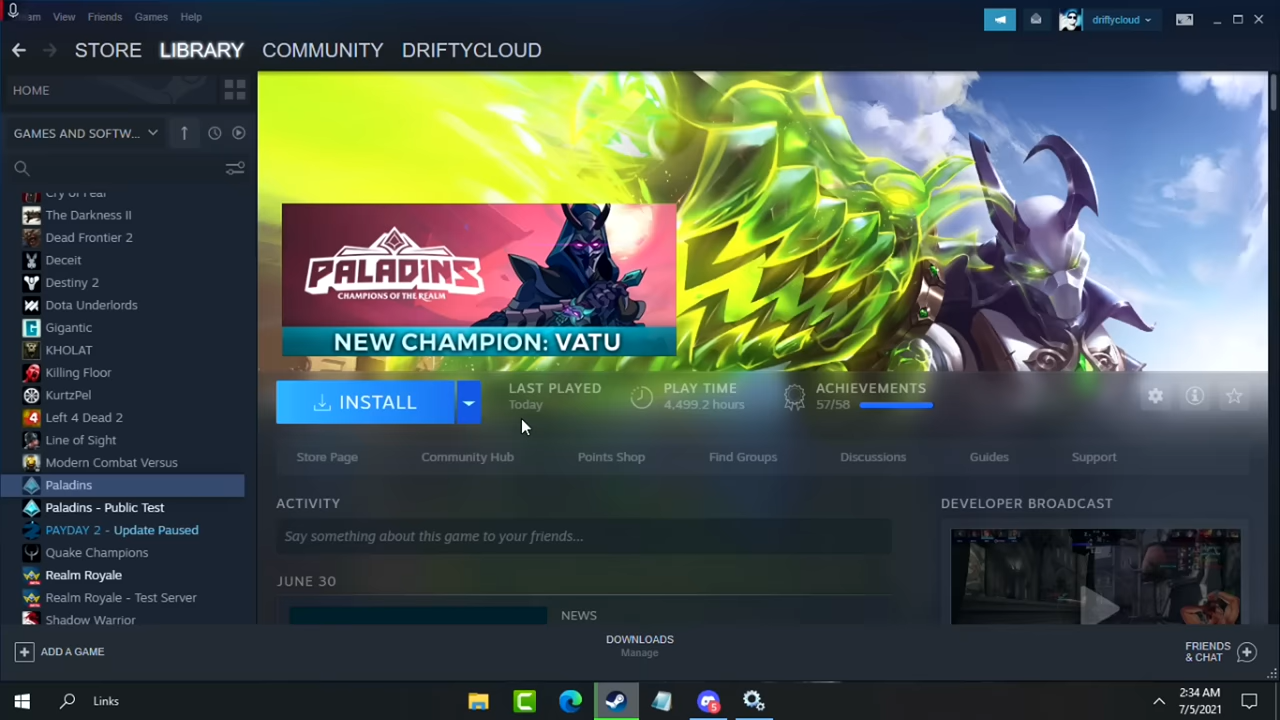 View Friends Games Help
driftycloud
STORE LIBRARY COMMUNITY DRIFTYCLOUD
HOME
GAMES AND SOFTW...
Cry of Fear
The Darkness II
Dead Frontier 2
Deceit
Destiny 2
Dota Underlords
Gigantic
KHOLAT
Killing Floor
KurtzPel
Left 4 Dead 2
Line of Sight
Modern Combat Versus
Paladins
Paladins - Public Test
PAYDAY 2 - Update Paused
Quake Champions
Realm Royale
Realm Royale - Test Server
Shadow Warrior
PALADINS
CHAMPIONS OF THE REALM
NEW CHAMPION: VATU
INSTALL
LAST PLAYED
Today
PLAY TIME
4,499.2 hours
ACHIEVEMENTS
57/58
Store Page Community Hub Points Shop Find Groups Discussions Guides Support
ACTIVITY
Say something about this game to your friends...
JUNE 30
NEWS
DEVELOPER BROADCAST
ADD A GAME
DOWNLOADS
Manage
FRIENDS
& CHAT
Links
5
2:34 AM
7/5/2021